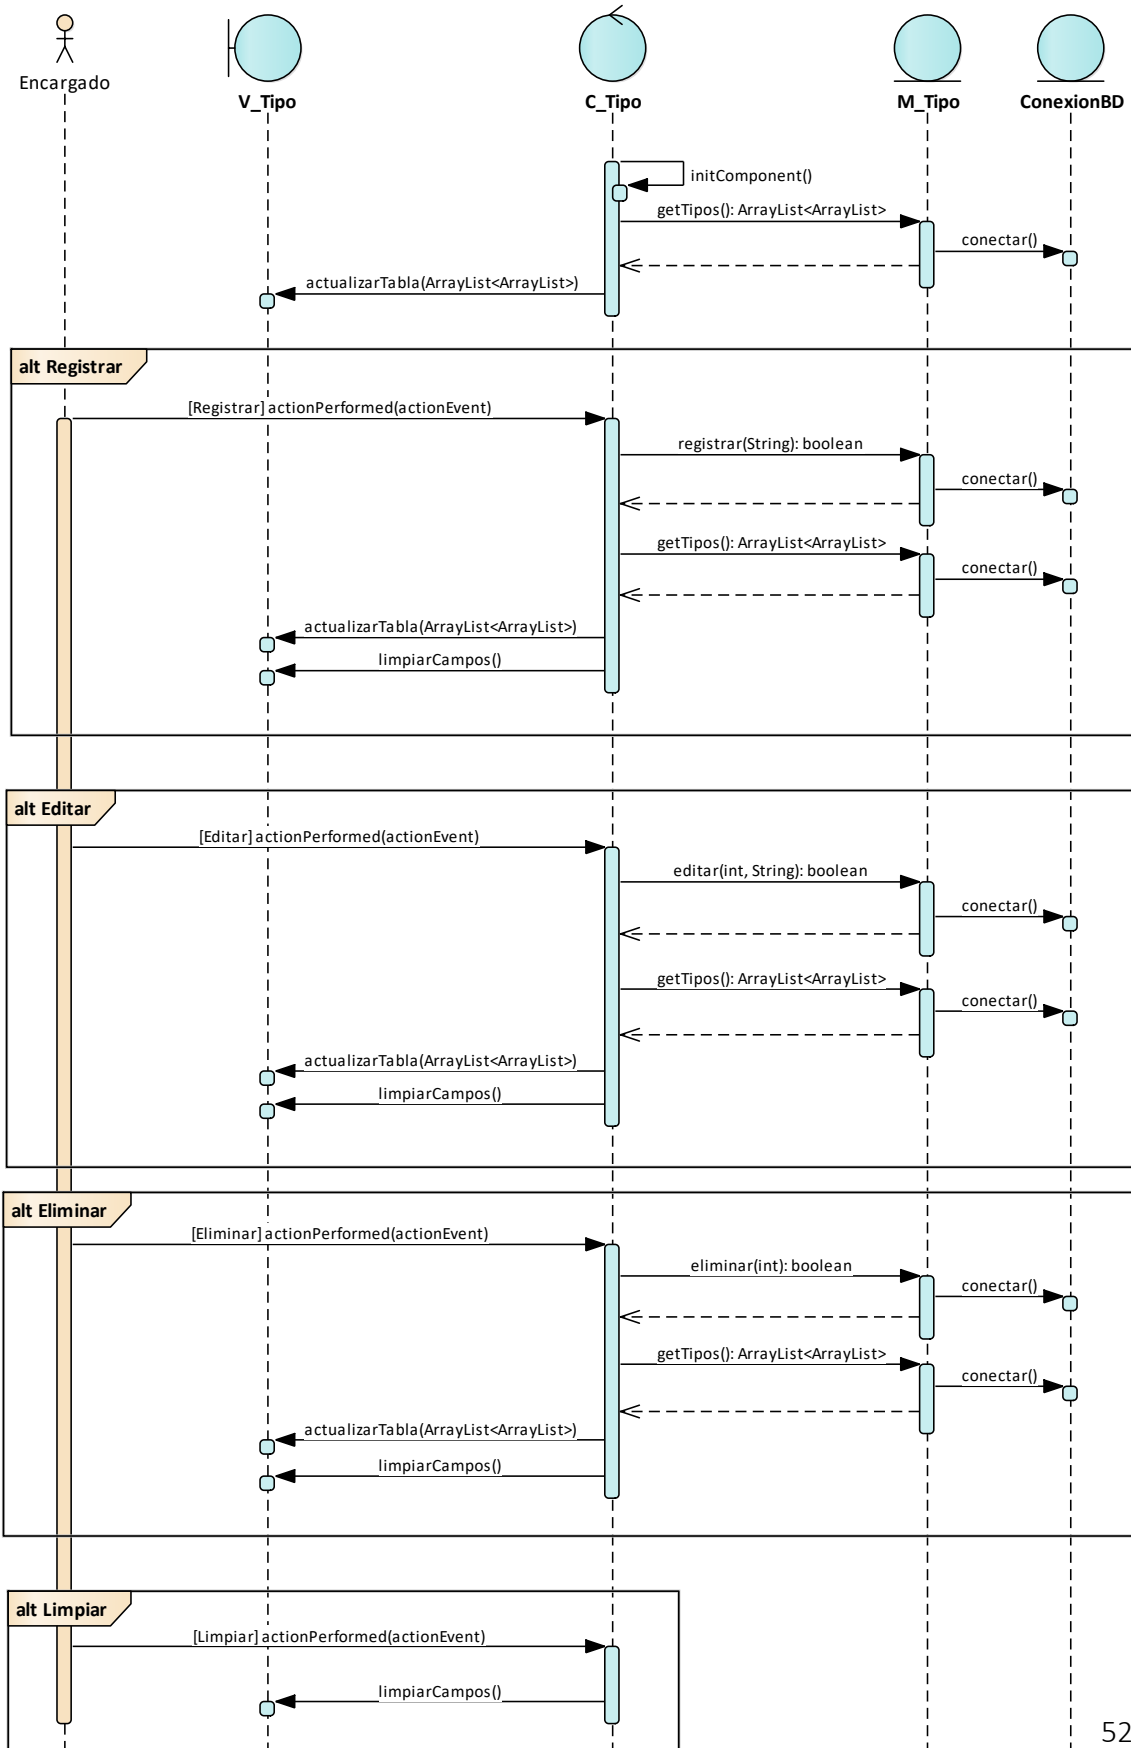 Encargado
V_Tipo
C_Tipo
M_Tipo
ConexionBD
initComponent()
getTipos(): ArrayList<ArrayList>
conectar()
actualizarTabla(ArrayList<ArrayList>)
alt Registrar
[Registrar] actionPerformed(actionEvent)
registrar(String): boolean
conectar()
getTipos(): ArrayList<ArrayList>
conectar()
actualizarTabla(ArrayList<ArrayList>)
limpiarCampos()
alt Editar
[Editar] actionPerformed(actionEvent)
editar(int, String): boolean
conectar()
getTipos(): ArrayList<ArrayList>
conectar()
actualizarTabla(ArrayList<ArrayList>)
limpiarCampos()
alt Eliminar
[Eliminar] actionPerformed(actionEvent)
eliminar(int): boolean
conectar()
getTipos(): ArrayList<ArrayList>
conectar()
actualizarTabla(ArrayList<ArrayList>)
limpiarCampos()
alt Limpiar
[Limpiar] actionPerformed(actionEvent)
limpiarCampos()
52